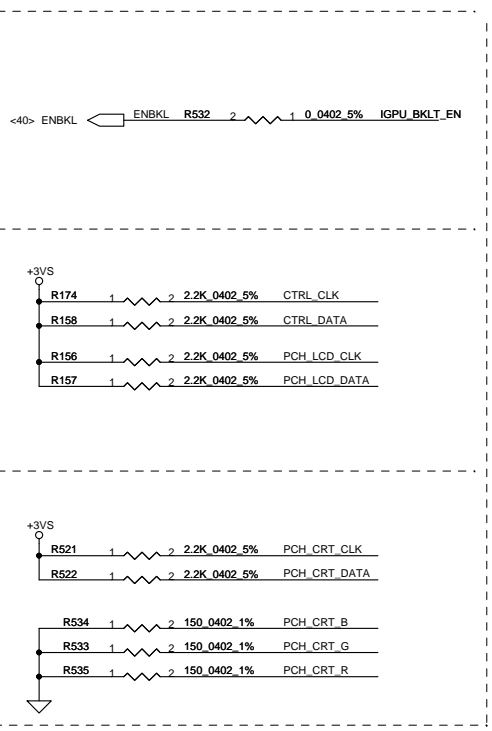 <40> ENBKL ENBKL R532 2 1 0_0402_5% IGPU_BKLT_EN
+3VS
R174 1 2 2.2K_0402_5% CTRL_CLK
R158 1 2 2.2K_0402_5% CTRL_DATA
R156 1 2 2.2K_0402_5% PCH_LCD_CLK
R157 1 2 2.2K_0402_5% PCH_LCD_DATA
+3VS
R521 1 2 2.2K_0402_5% PCH_CRT_CLK
R522 1 2 2.2K_0402_5% PCH_CRT_DATA
R534 1 2 150_0402_1% PCH_CRT_B
R533 1 2 150_0402_1% PCH_CRT_G
R535 1 2 150_0402_1% PCH_CRT_R